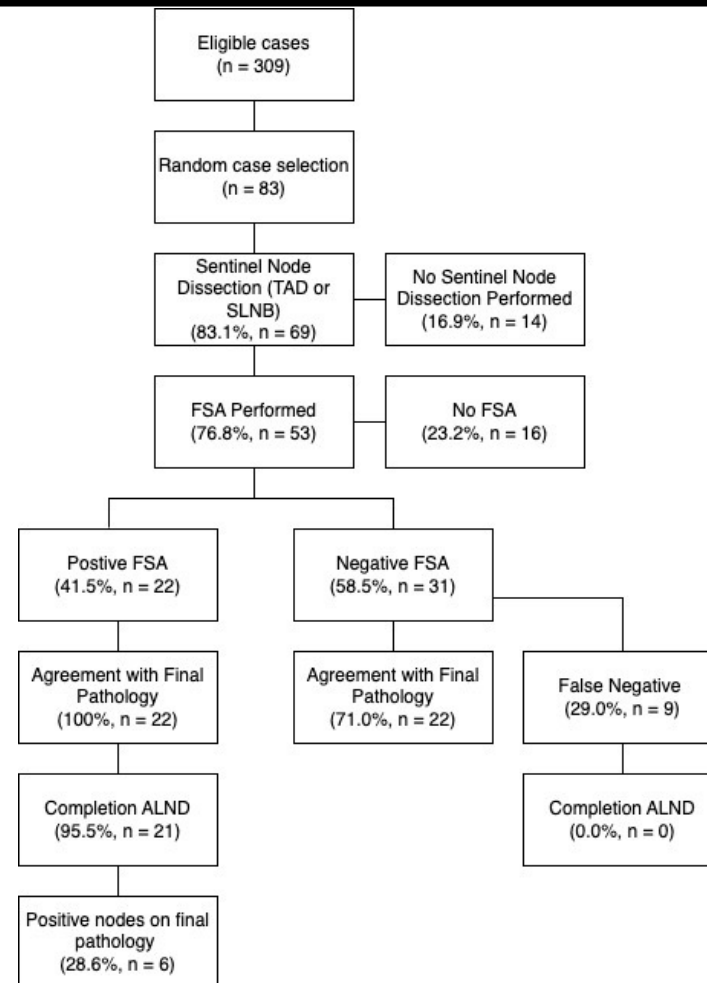 Eligible cases
(n = 309)
Random case selection
(n = 83)
Sentinel Node
Dissection (TAD or
SLNB)
(83.1%, n = 69)
No Sentinel Node
Dissection Performed
(16.9%, n = 14)
FSA Performed
(76.8%, n = 53)
No FSA
(23.2%, n = 16)
Postive FSA
(41.5%, n = 22)
Negative FSA
(58.5%, n = 31)
Agreement with Final
Pathology
(100%, n = 22)
Agreement with Final
Pathology
(71.0%, n = 22)
False Negative
(29.0%, n = 9)
Completion ALND
(95.5%, n = 21)
Completion ALND
(0.0%, n = 0)
Positive nodes on final
pathology
(28.6%, n = 6)